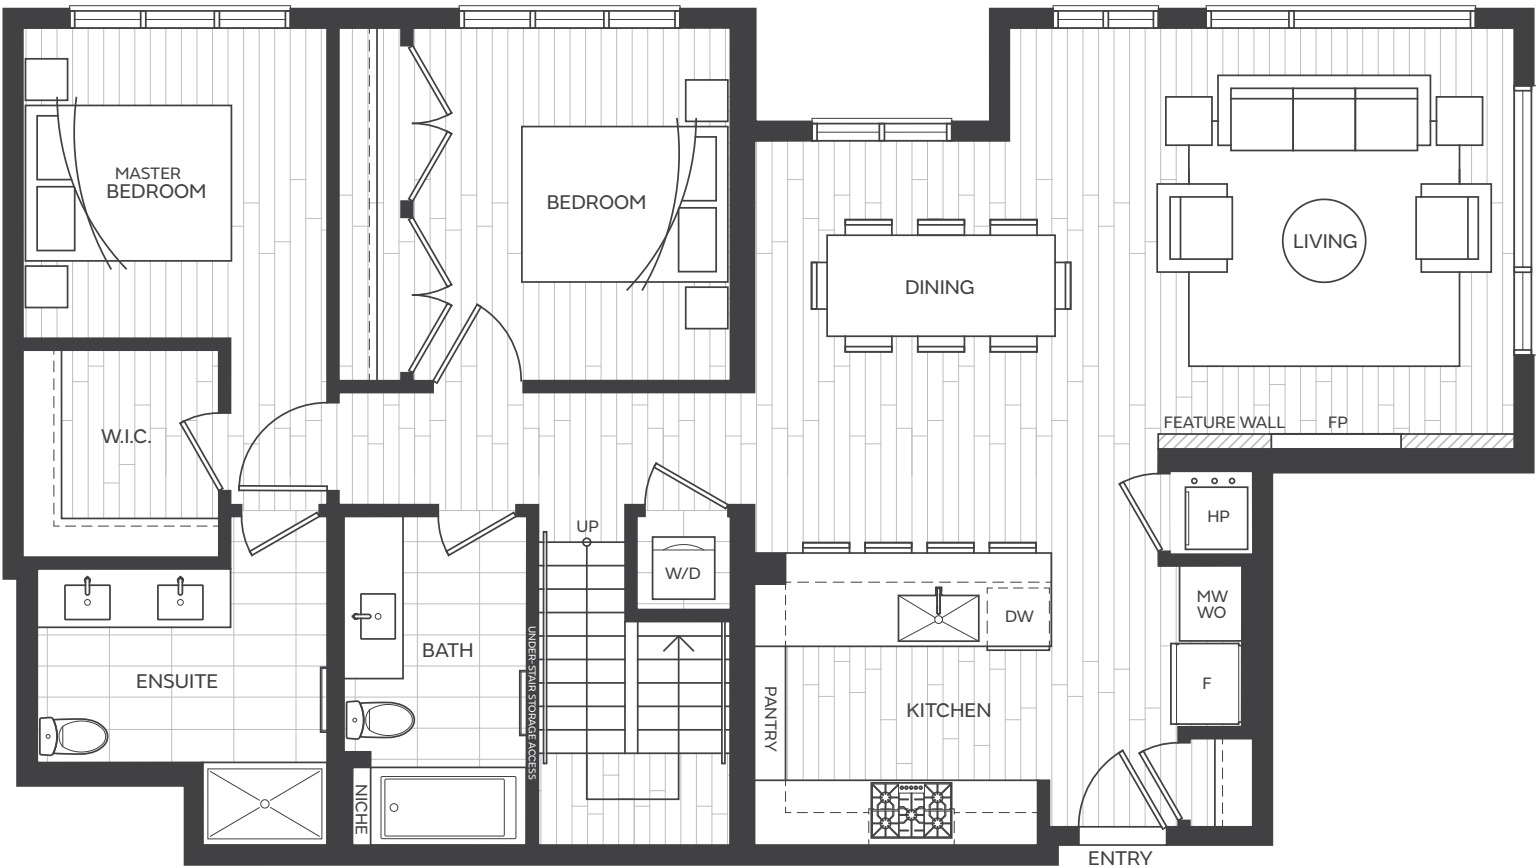 MASTER
BEDROOM
BEDROOM
LIVING
DINING
FEATURE WALL
FP
W.I.C.
HP
UP
W/D
MW
WO
DW
UNDER-STAIR STORAGE ACCESS
BATH
ENSUITE
F
PANTRY
KITCHEN
NICHE
ENTRY